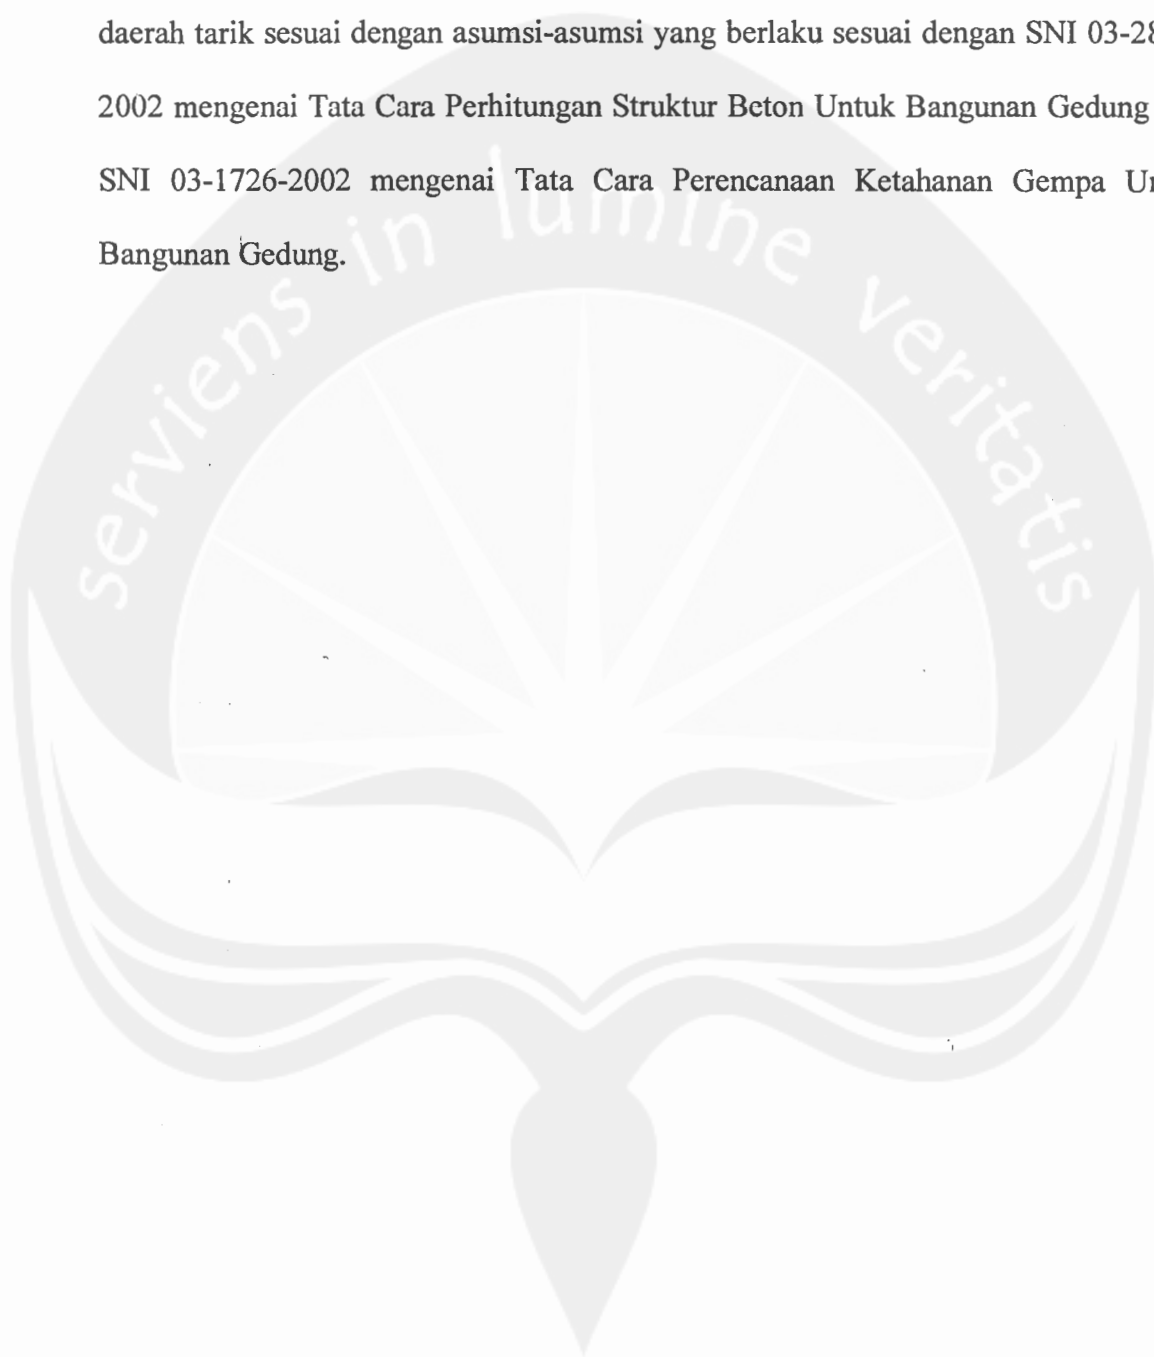 daerah tarik sesuai dengan asumsi-asumsi yang berlaku sesuai dengan SNI 03-28
2002 mengenai Tata Cara Perhitungan Struktur Beton Untuk Bangunan Gedung
SNI 03-1726-2002 mengenai Tata Cara Perencanaan Ketahanan Gempa Un
Bangunan Gedung.
serviens in lumine veritatis